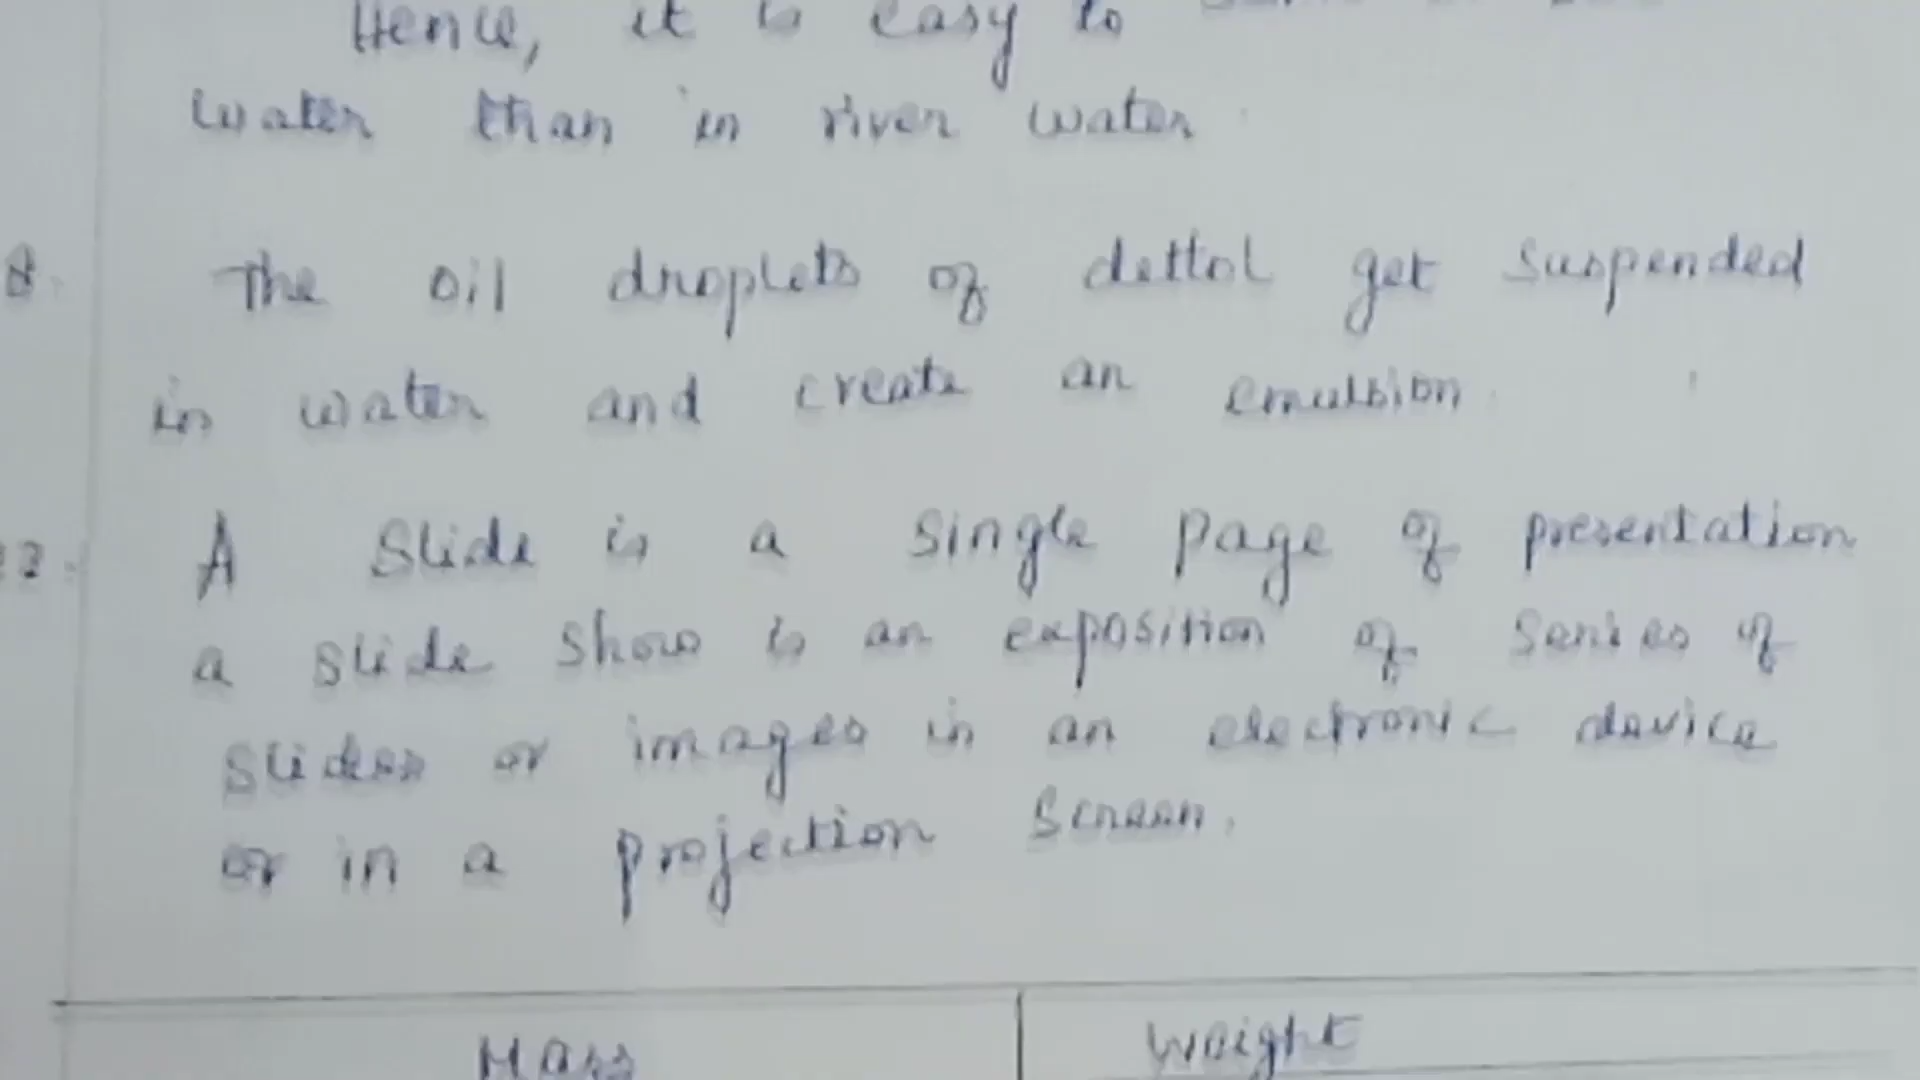 Hence, it is easy to
water than in river water.
8. The oil droplets of dettol get suspended
in water and create an emulsion.
A slide is a single page of presentation
a slide show is an exposition of series of
slides or images in an electronic device
or in a projection screen.
Mass Weight